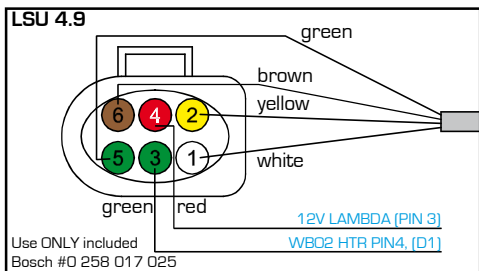 LSU 4.9
green
brown
yellow
6 4 2
5 3 1
white
green red
12V LAMBDA (PIN 3)
Use ONLY included
WBO2 HTR PIN4, (D1)
Bosch #0 258 017 025